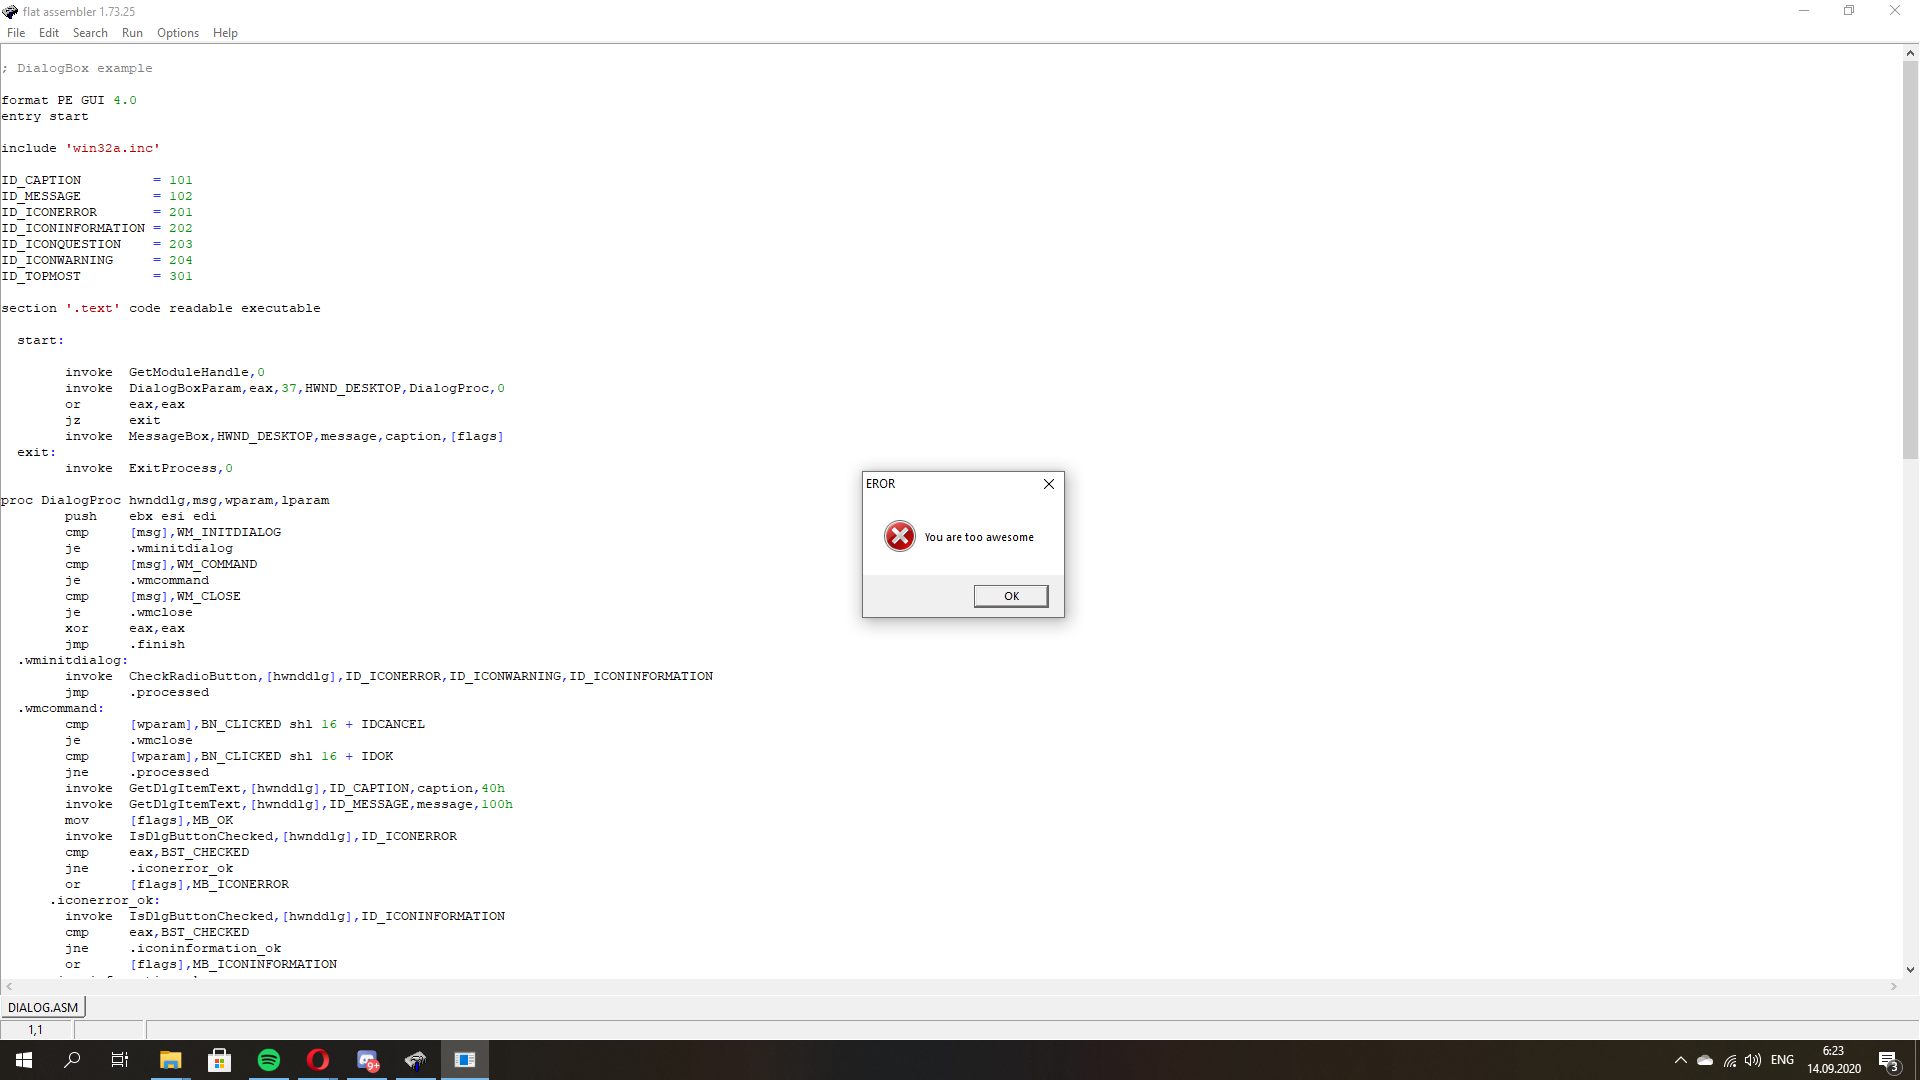 flat assembler 1.73.25
File Edit Search Run Options Help
; DialogBox example
format PE GUI 4.0
entry start
include 'win32a.inc'
ID_CAPTION = 101
ID_MESSAGE = 102
ID_ICONERROR = 201
ID_ICONINFORMATION = 202
ID_ICONQUESTION = 203
ID_ICONWARNING = 204
ID_TOPMOST = 301
section '.text' code readable executable
start:
invoke GetModuleHandle,0
invoke DialogBoxParam,eax,37,HWND_DESKTOP,DialogProc,0
or eax,eax
jz exit
invoke MessageBox,HWND_DESKTOP,message,caption,[flags]
exit:
invoke ExitProcess,0
proc DialogProc hwnddlg,msg,wparam,lparam
push ebx esi edi
cmp [msg],WM_INITDIALOG
je .wminitdialog
cmp [msg],WM_COMMAND
je .wmcommand
cmp [msg],WM_CLOSE
je .wmclose
xor eax,eax
jmp .finish
.wminitdialog:
invoke CheckRadioButton,[hwnddlg],ID_ICONERROR,ID_ICONWARNING,ID_ICONINFORMATION
jmp .processed
.wmcommand:
cmp [wparam],BN_CLICKED shl 16 + IDCANCEL
je .wmclose
cmp [wparam],BN_CLICKED shl 16 + IDOK
jne .processed
invoke GetDlgItemText,[hwnddlg],ID_CAPTION,caption,40h
invoke GetDlgItemText,[hwnddlg],ID_MESSAGE,message,100h
mov [flags],MB_OK
invoke IsDlgButtonChecked,[hwnddlg],ID_ICONERROR
cmp eax,BST_CHECKED
jne .iconerror_ok
or [flags],MB_ICONERROR
.iconerror_ok:
invoke IsDlgButtonChecked,[hwnddlg],ID_ICONINFORMATION
cmp eax,BST_CHECKED
jne .iconinformation_ok
or [flags],MB_ICONINFORMATION
EROR
You are too awesome
OK
DIALOG.ASM
1,1
9+
ENG
6:23
14.09.2020
3